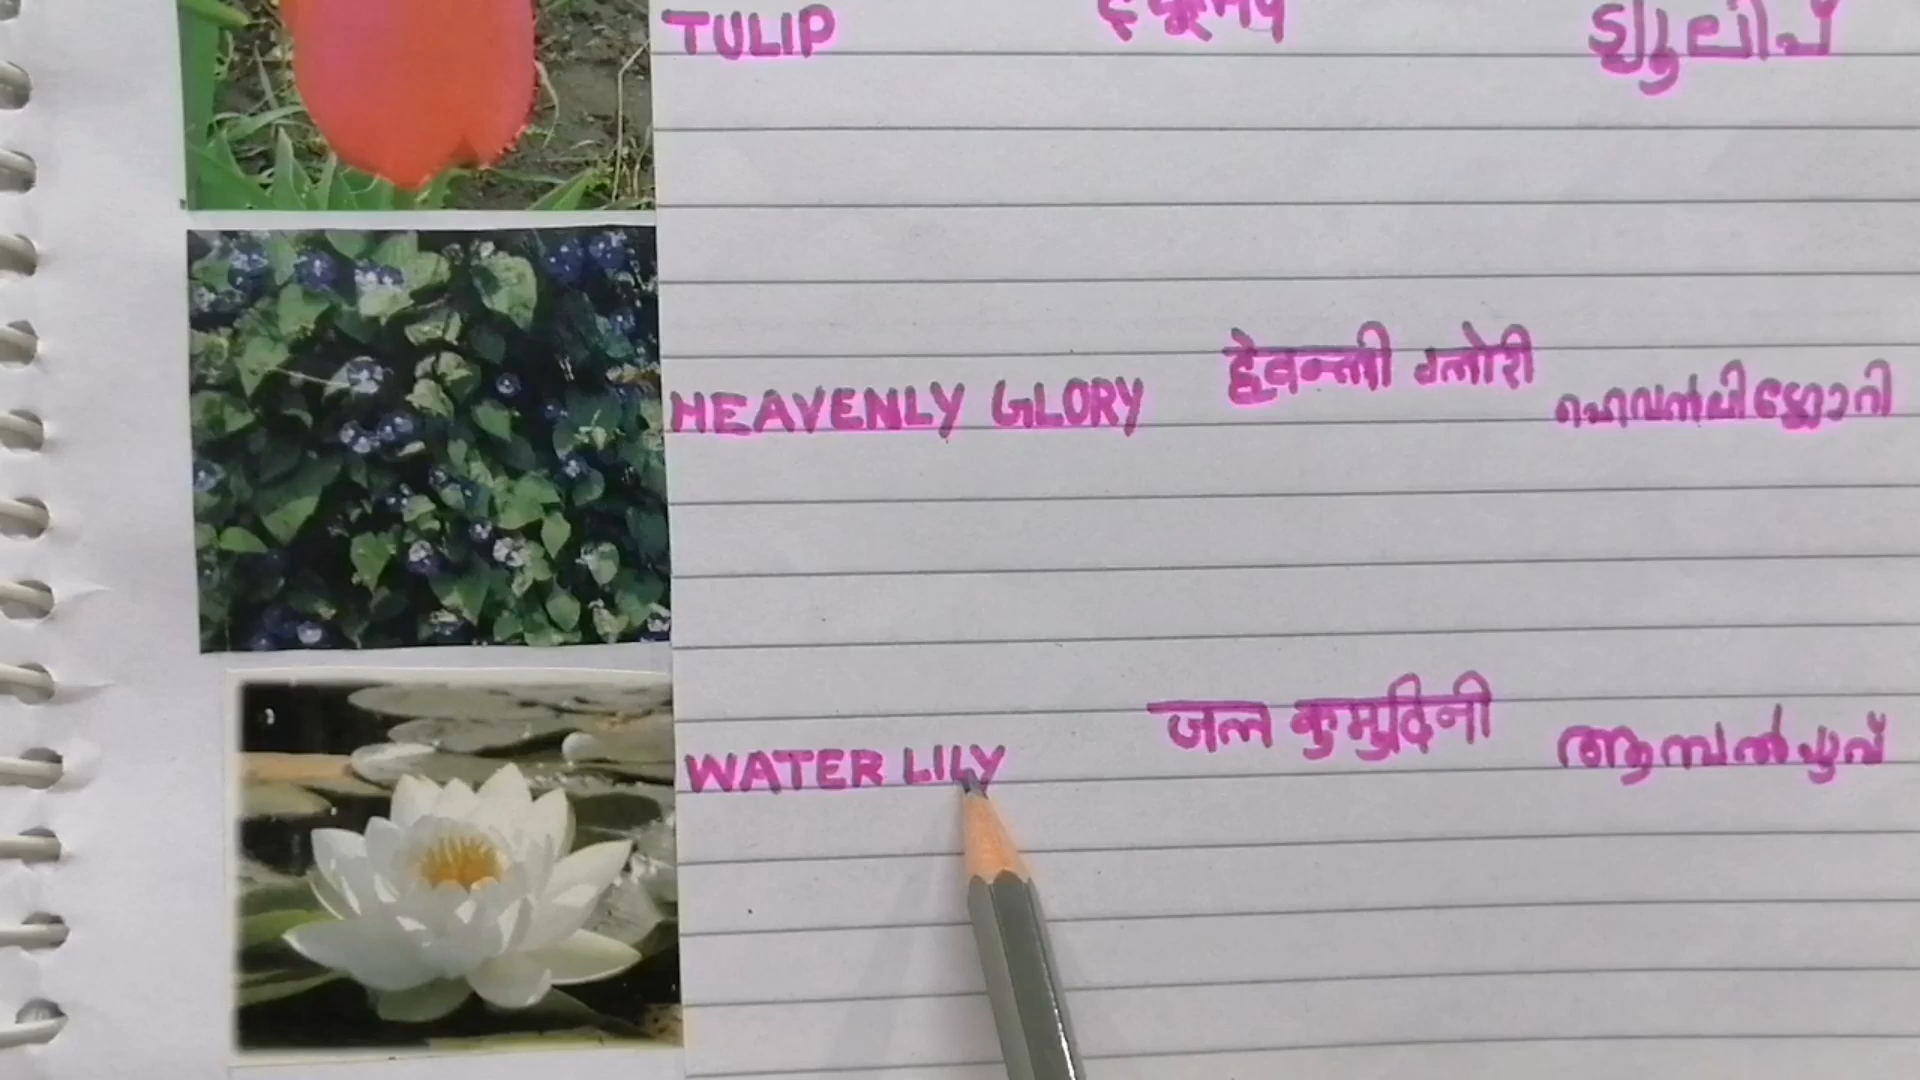 TULIP ട്യൂലിപ്
HEAVENLY GLORY हेवन्ली ग्लोरी ഹെവൻലി ഗ്ലോറി
WATER LILY जल कुमुदिनी ആമ്പൽപൂവ്